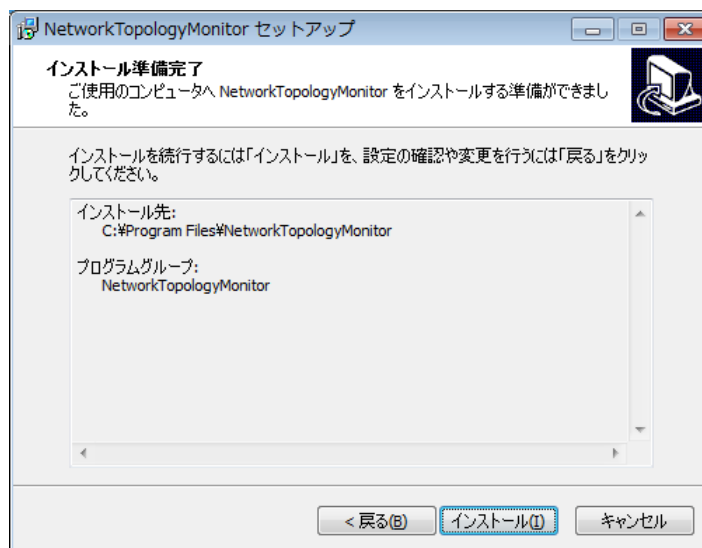 NetworkTopologyMonitor セットアップ
インストール準備完了
ご使用のコンピュータへ NetworkTopologyMonitor をインストールする準備ができまし
た。
インストールを続行するには「インストール」を、設定の確認や変更を行うには「戻る」をクリッ
クしてください。
インストール先:
C:¥Program Files¥NetworkTopologyMonitor
プログラムグループ:
NetworkTopologyMonitor
< 戻る(B)
インストール(I)
キャンセル